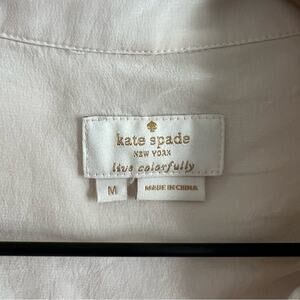 kate spade
NEW YORK
live colorfully
M
MADE IN CHINA